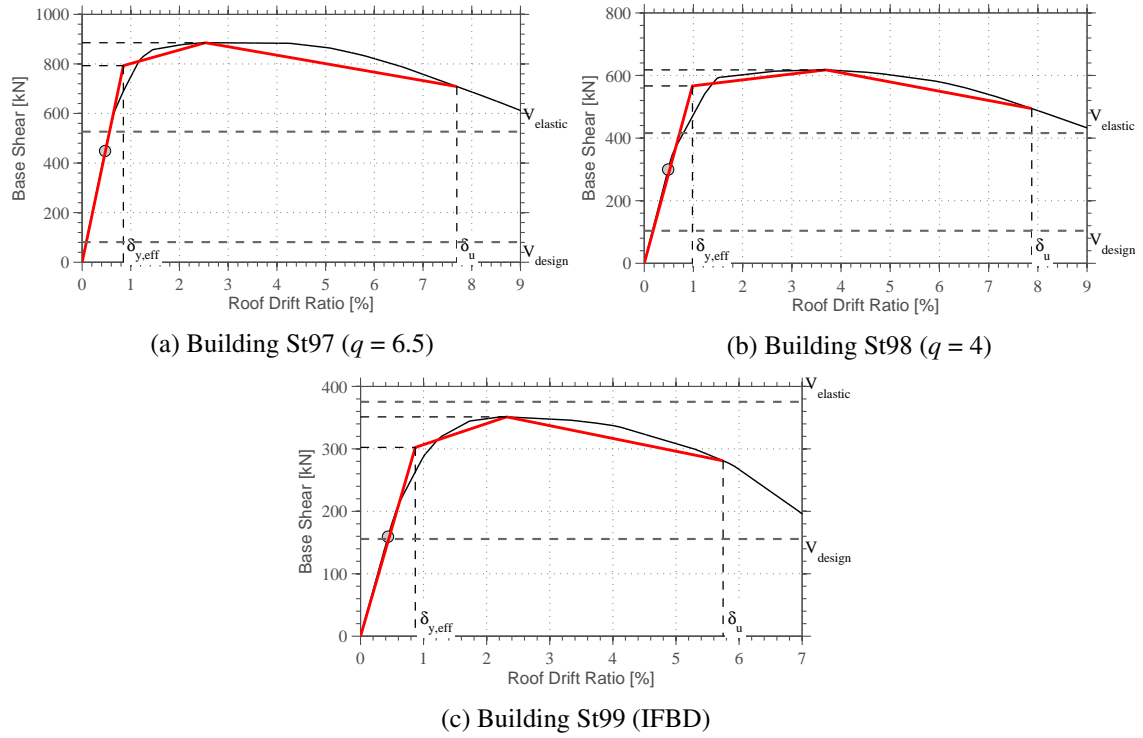 1000
800
600
400
200
0
Base Shear [kN]
V_elastic
V_design
δ_y,eff
δ_u
0 1 2 3 4 5 6 7 8 9
Roof Drift Ratio [%]
(a) Building St97 (q = 6.5)
800
600
400
200
0
Base Shear [kN]
V_elastic
V_design
δ_y,eff
δ_u
0 1 2 3 4 5 6 7 8 9
Roof Drift Ratio [%]
(b) Building St98 (q = 4)
400
300
200
100
0
Base Shear [kN]
V_elastic
V_design
δ_y,eff
δ_u
0 1 2 3 4 5 6 7
Roof Drift Ratio [%]
(c) Building St99 (IFBD)